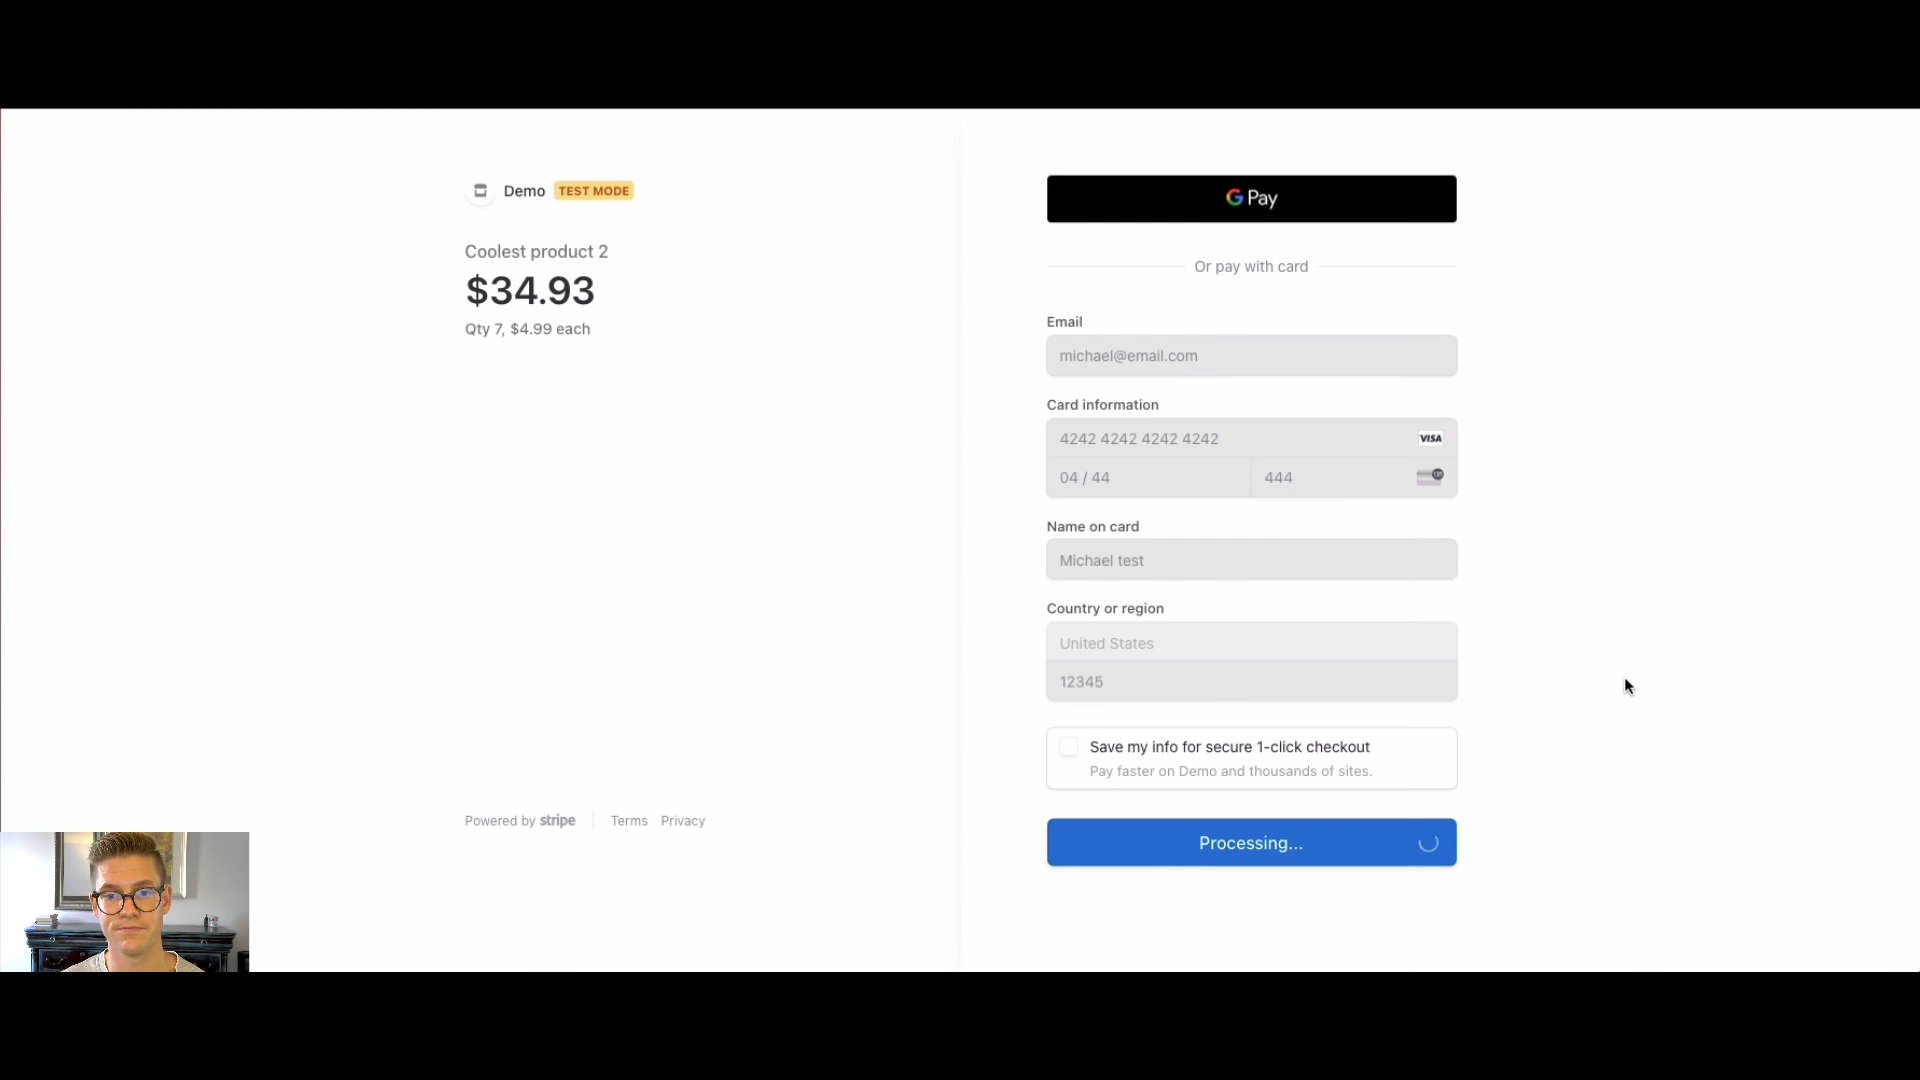 Demo TEST MODE
Coolest product 2
$34.93
Qty 7, $4.99 each
Powered by stripe
Terms Privacy
G Pay
Or pay with card
Email
michael@email.com
Card information
4242 4242 4242 4242 VISA
04 / 44 444
Name on card
Michael test
Country or region
United States
12345
Save my info for secure 1-click checkout
Pay faster on Demo and thousands of sites.
Processing...